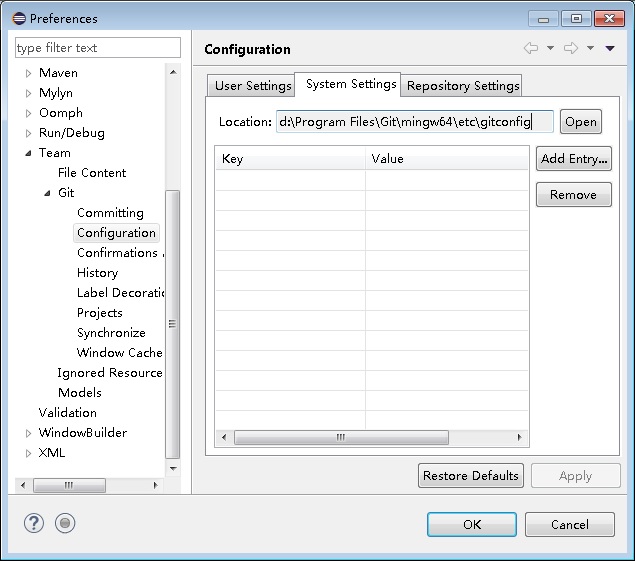 Preferences
type filter text
Maven
Mylyn
Oomph
Run/Debug
Team
File Content
Git
Committing
Configuration
Confirmations
History
Label Decoratic
Projects
Synchronize
Window Cache
Ignored Resource
Models
Validation
WindowBuilder
XML
Configuration
User Settings
System Settings
Repository Settings
Location: d:\Program Files\Git\mingw64\etc\gitconfig Open
Key Value
Add Entry...
Remove
Restore Defaults Apply
OK Cancel